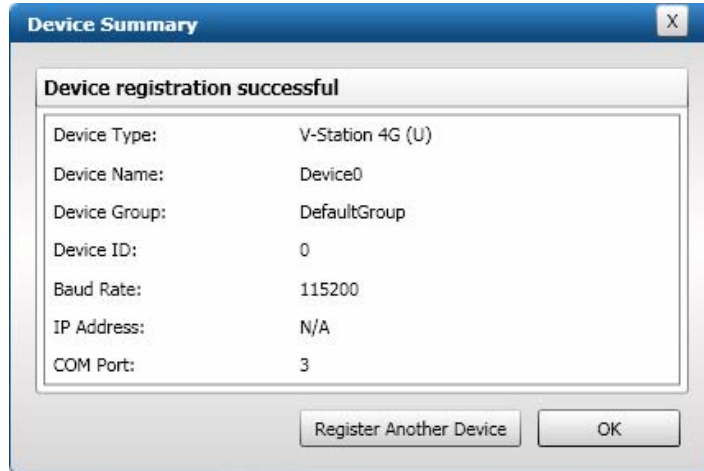 Device Summary
X
Device registration successful
Device Type: V-Station 4G (U)
Device Name: Device0
Device Group: DefaultGroup
Device ID: 0
Baud Rate: 115200
IP Address: N/A
COM Port: 3
Register Another Device
OK